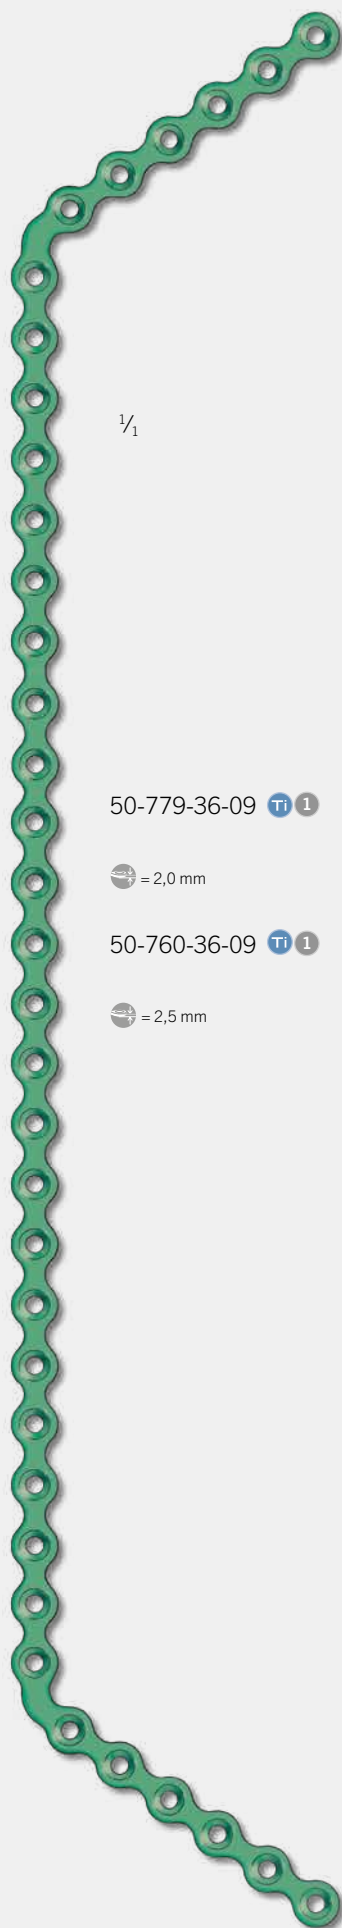 1/1
50-779-36-09 Ti 1
= 2,0 mm
50-760-36-09 Ti 1
= 2,5 mm